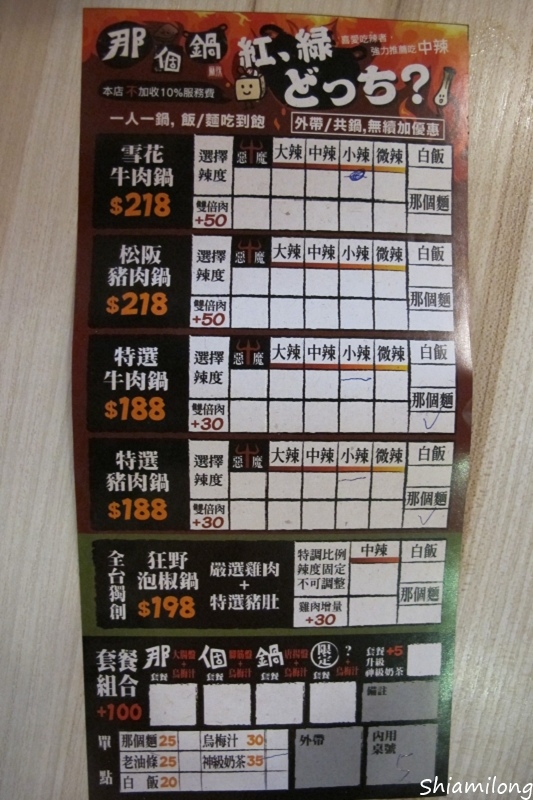 那個鍋
紅、綠
どっち?
喜愛吃辣者,
強力推薦吃中辣
本店不加收10%服務費
一人一鍋, 飯/麵吃到飽
外帶/共鍋,無續加優惠
雪花
牛肉鍋
$218
選擇
辣度
惡魔 大辣 中辣 小辣 微辣 白飯
雙倍肉
+50
那個麵
松阪
豬肉鍋
$218
選擇
辣度
惡魔 大辣 中辣 小辣 微辣 白飯
雙倍肉
+50
那個麵
特選
牛肉鍋
$188
選擇
辣度
惡魔 大辣 中辣 小辣 微辣 白飯
雙倍肉
+30
那個麵
特選
豬肉鍋
$188
選擇
辣度
惡魔 大辣 中辣 小辣 微辣 白飯
雙倍肉
+30
那個麵
全台獨創
狂野
泡椒鍋
$198
嚴選雞肉
+
特選豬肚
特調比例
辣度固定
不可調整
中辣 白飯
雞肉增量
+30
那個麵
套餐
組合
+100
那 套餐
個 套餐
鍋 套餐
限定 套餐
+
烏梅汁
套餐+5
升級
神級奶茶
備註
單點
那個麵 25 烏梅汁 30
老油條 25 神級奶茶 35
白 飯 20
外帶
內用
桌號
Shiamilong